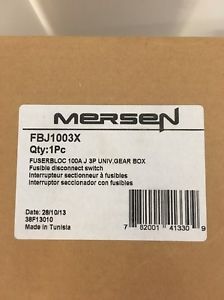 MERSEN
FBJ1003X
Qty:1Pc
FUSERBLOC 100A J 3P UNIV.GEAR BOX
Fusible disconnect switch
Interrupteur sectionneur à fusibles
Interruptor seccionador con fusibles
Date: 28/10/13
38F13010
Made in Tunisia
7 82001 41330 9